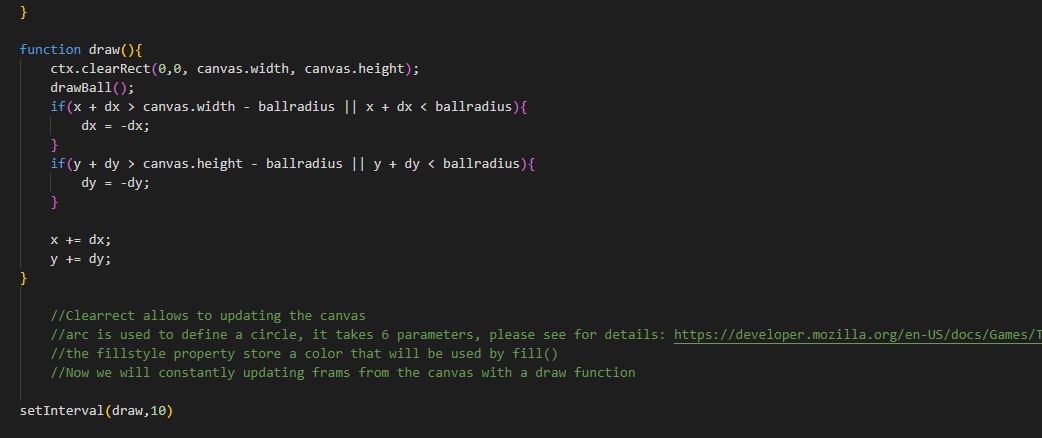 }
function draw(){
ctx.clearRect(0,0, canvas.width, canvas.height);
drawBall();
if(x + dx > canvas.width - ballradius || x + dx < ballradius){
dx = -dx;
}
if(y + dy > canvas.height - ballradius || y + dy < ballradius){
dy = -dy;
}
x += dx;
y += dy;
}
//Clearrect allows to updating the canvas
//arc is used to define a circle, it takes 6 parameters, please see for details: https://developer.mozilla.org/en-US/docs/Games/T
//the fillstyle property store a color that will be used by fill()
//Now we will constantly updating frams from the canvas with a draw function
setInterval(draw,10)